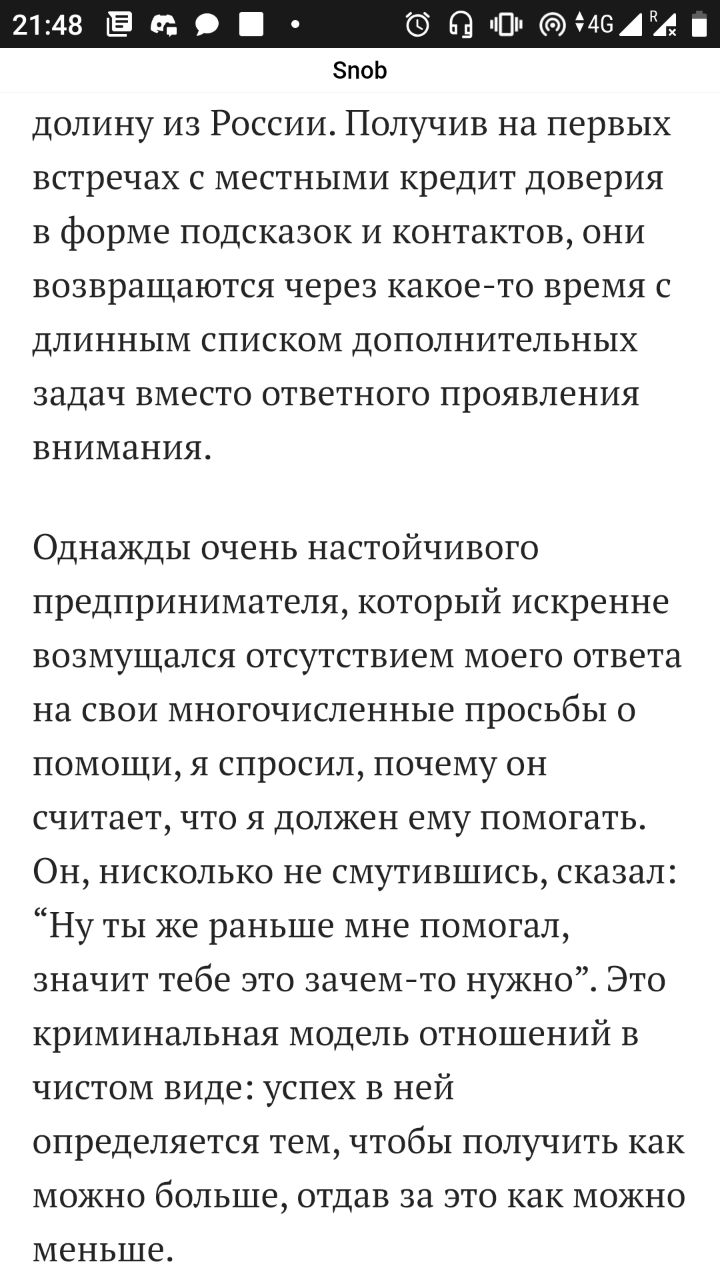 21:48
4G
R
Snob
долину из России. Получив на первых
встречах с местными кредит доверия
в форме подсказок и контактов, они
возвращаются через какое-то время с
длинным списком дополнительных
задач вместо ответного проявления
внимания.
Однажды очень настойчивого
предпринимателя, который искренне
возмущался отсутствием моего ответа
на свои многочисленные просьбы о
помощи, я спросил, почему он
считает, что я должен ему помогать.
Он, нисколько не смутившись, сказал:
“Ну ты же раньше мне помогал,
значит тебе это зачем-то нужно”. Это
криминальная модель отношений в
чистом виде: успех в ней
определяется тем, чтобы получить как
можно больше, отдав за это как можно
меньше.